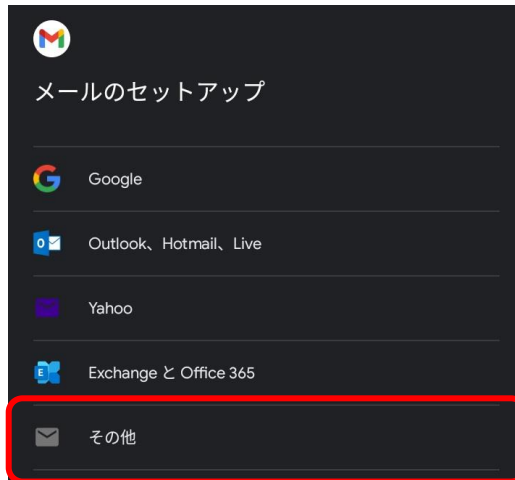 メールのセットアップ
Google
Outlook、Hotmail、Live
Yahoo
Exchange と Office 365
その他